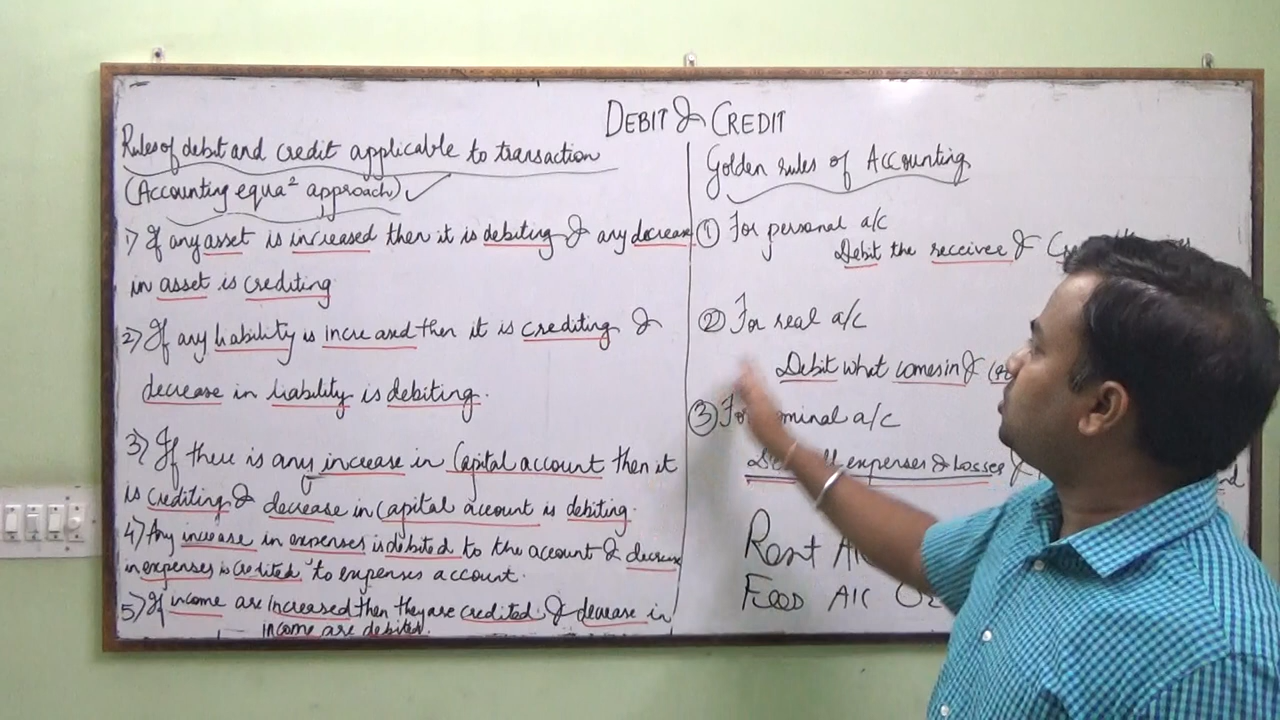 DEBIT & CREDIT
Rules of debit and credit applicable to transaction
(Accounting equa² approach) ✓
1) If any asset is increased then it is debiting & any decrease
in asset is crediting
2) If any liability is increased then it is crediting &
decrease in liability is debiting.
3) If there is any increase in Capital account then it
is crediting & decrease in Capital account is debiting.
4) Any increase in expenses is debited to the account & decrease
in expenses is credited to expenses account.
5) If income are increased then they are credited & decrease in
income are debited.
Golden rules of Accounting
① For personal a/c
Debit the receiver &
② For real a/c
Debit what comes in &
③ For nominal a/c
expenses & Losses &
Rent A/c
Food A/c